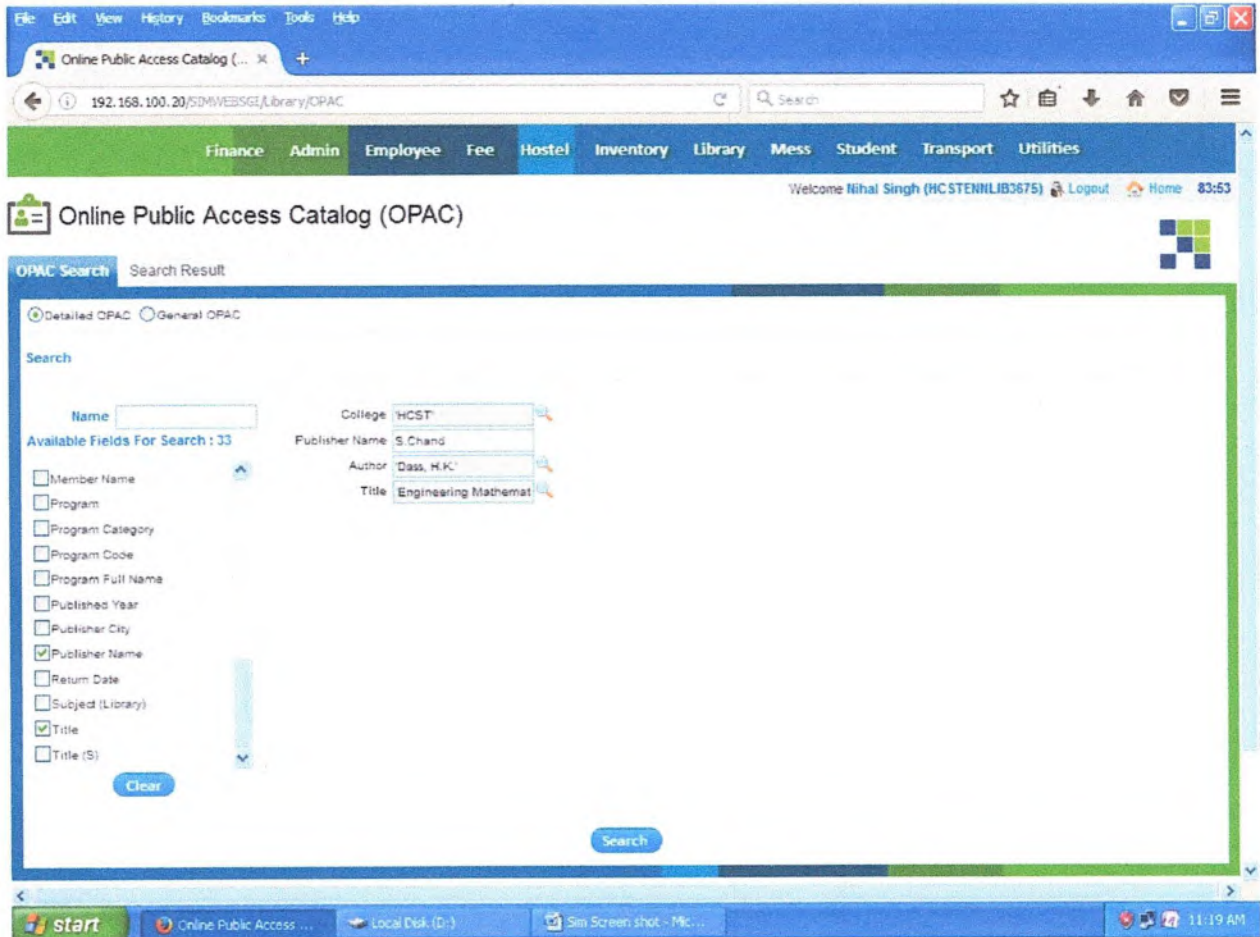 File Edit View History Bookmarks Tools Help
Online Public Access Catalog (...
192.168.100.20/SIMWEBSGI/Library/OPAC
Search
Finance Admin Employee Fee Hostel Inventory Library Mess Student Transport Utilities
Welcome Nihal Singh (HCSTENNLIB3675) Logout Home 83:53
Online Public Access Catalog (OPAC)
OPAC Search Search Result
Detailed OPAC General OPAC
Search
Name
Available Fields For Search : 33
Member Name
Program
Program Category
Program Code
Program Full Name
Published Year
Publisher City
Publisher Name
Return Date
Subject (Library)
Title
Title (S)
Clear
College 'HCST'
Publisher Name S.Chand
Author 'Dass, H.K.'
Title 'Engineering Mathemat
Search
start Online Public Access ... Local Disk (D:) Sim Screen shot - Mic... 11:19 AM